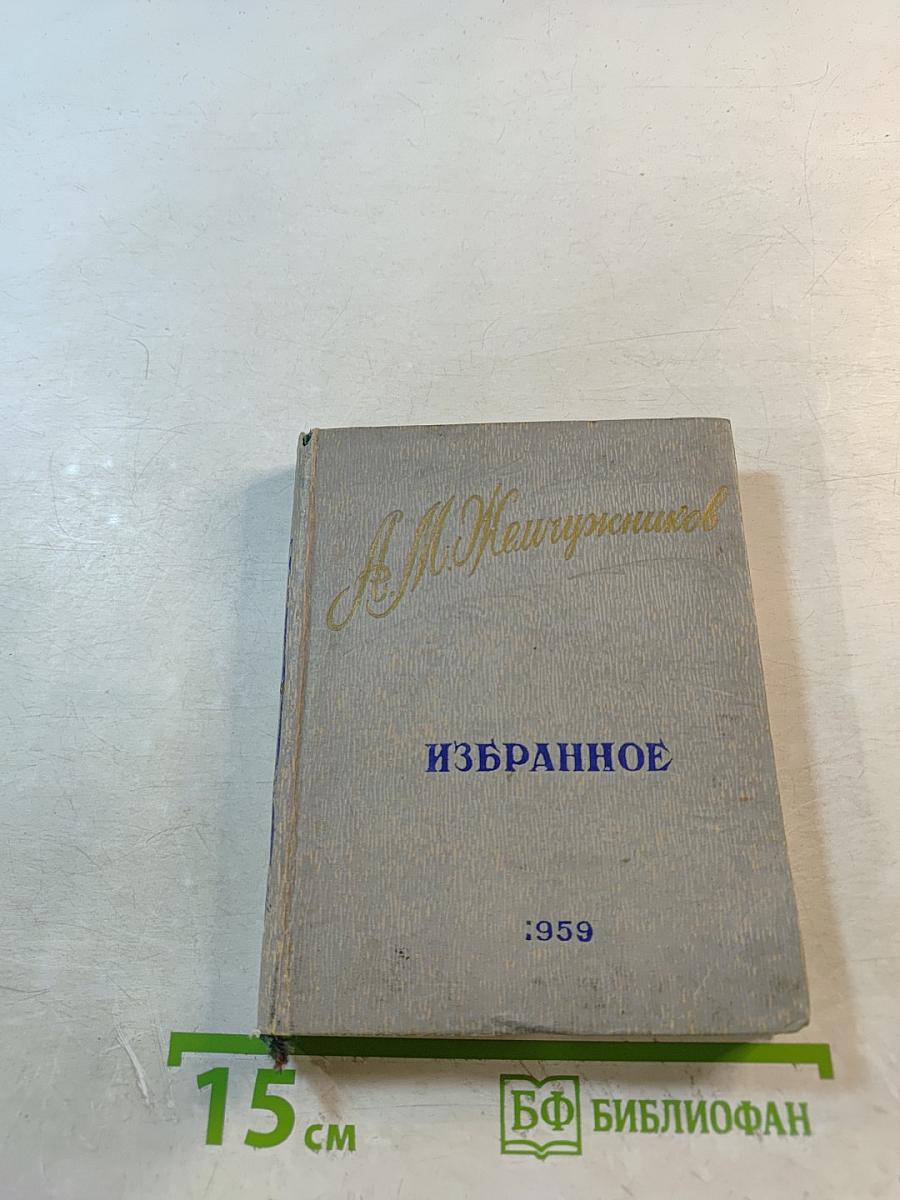 А. М. Жемчужников
ИЗБРАННОЕ
1959
15 см
БФ БИБЛИОФАН